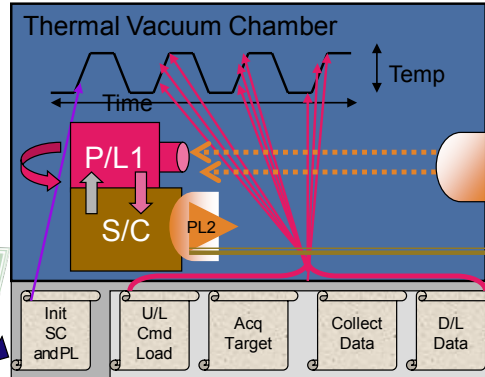 Thermal Vacuum Chamber
Temp
Time
P/L1
S/C
PL2
Init
SC
and PL
U/L
Cmd
Load
Acq
Target
Collect
Data
D/L
Data